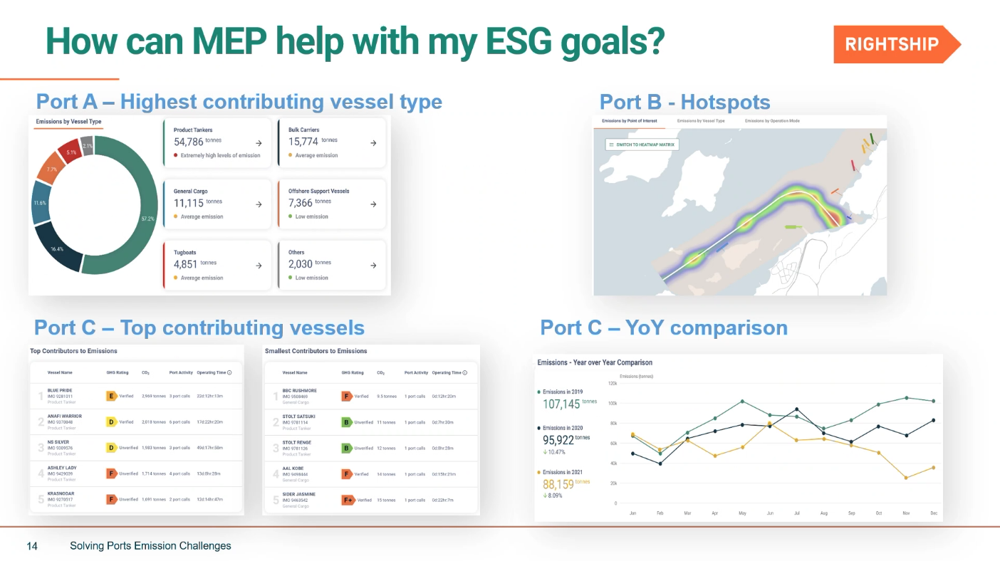 How can MEP help with my ESG goals?
RIGHTSHIP
Port A – Highest contributing vessel type
Emissions by Vessel Type
57.2%
16.4%
11.6%
7.7%
5.1%
2.1%
Product Tankers
54,786 tonnes
Extremely high levels of emission
Bulk Carriers
15,774 tonnes
Average emission
General Cargo
11,115 tonnes
Average emission
Offshore Support Vessels
7,366 tonnes
Low emission
Tugboats
4,851 tonnes
Average emission
Others
2,030 tonnes
Low emission
Port B - Hotspots
Emissions by Point of Interest Emissions by Vessel Type Emissions by Operation Mode
SWITCH TO HEATMAP MATRIX
Port C – Top contributing vessels
Top Contributors to Emissions
Vessel Name GHG Rating CO₂ Port Activity Operating Time
1 BLUE PRIDE
IMO 9281011 E Verified 2,969 tonnes 3 port calls 22d:12hr:13m
Product Tanker
2 ANAFI WARRIOR
IMO 9370848 D Verified 2,018 tonnes 6 port calls 17d:22hr:20m
Product Tanker
3 NS SILVER
IMO 9309576 D Unverified 1,983 tonnes 3 port calls 49d:17hr:58m
Product Tanker
4 ASHLEY LADY
IMO 9429039 F Unverified 1,714 tonnes 4 port calls 13d:8hr:28m
Product Tanker
5 KRASNODAR
IMO 9270517 F Unverified 1,691 tonnes 2 port calls 12d:14hr:47m
Product Tanker
Smallest Contributors to Emissions
Vessel Name GHG Rating CO₂ Port Activity Operating Time
1 BBC RUSHMORE
IMO 9508469 F Verified 9.5 tonnes 1 port calls 0d:12hr:20m
General Cargo
2 STOLT SATSUKI
IMO 9781114 B Unverified 11 tonnes 1 port calls 0d:7hr:30m
Product Tanker
3 STOLT RENGE
IMO 9781126 B Unverified 12 tonnes 1 port calls 0d:8hr:28m
Product Tanker
4 AAL KOBE
IMO 9498444 F Verified 14 tonnes 1 port calls 0d:15hr:21m
General Cargo
5 SIDER JASMINE
IMO 9463542 F+ Verified 15 tonnes 1 port calls 0d:22hr:7m
General Cargo
Port C – YoY comparison
Emissions - Year over Year Comparison
Emissions (tonnes)
Emissions in 2019
107,145 tonnes
Emissions in 2020
95,922 tonnes
↓ 10.47%
Emissions in 2021
88,159 tonnes
↓ 8.09%
120k
100k
80k
60k
40k
20k
0
Jan Feb Mar Apr May Jun Jul Aug Sep Oct Nov Dec
14 Solving Ports Emission Challenges